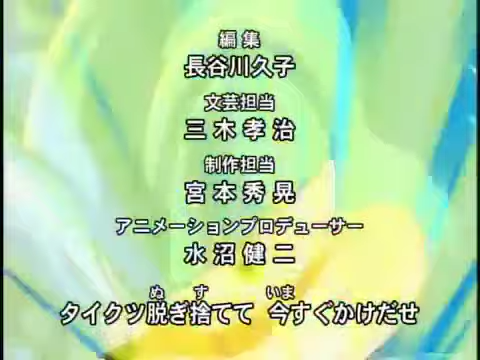 編集
長谷川久子
文芸担当
三木孝治
制作担当
宮本秀晃
アニメーションプロデューサー
水沼健二
ぬ す いま
タイクツ脱ぎ捨てて 今すぐかけだせ